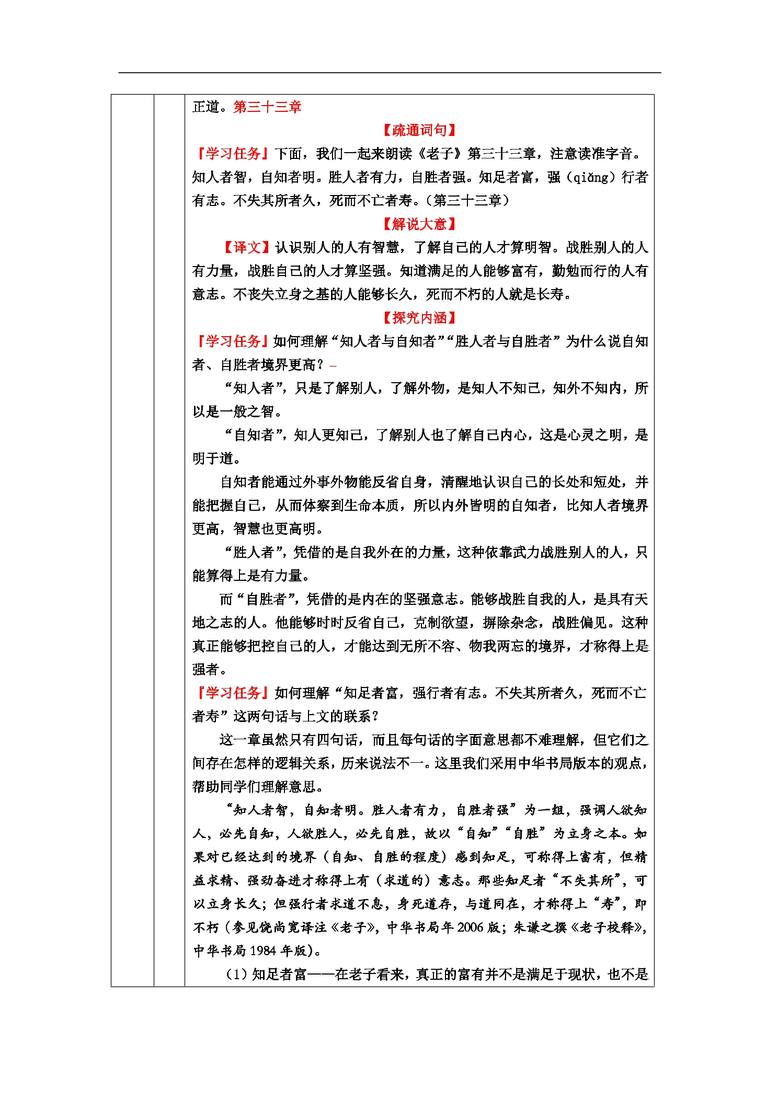 正道。第三十三章
【疏通词句】
『学习任务』下面，我们一起来朗读《老子》第三十三章，注意读准字音。
知人者智，自知者明。胜人者有力，自胜者强。知足者富，强（qiǎng）行者
有志。不失其所者久，死而不亡者寿。（第三十三章）
【解说大意】
【译文】认识别人的人有智慧，了解自己的人才算明智。战胜别人的人
有力量，战胜自己的人才算坚强。知道满足的人能够富有，勤勉而行的人有
意志。不丧失立身之基的人能够长久，死而不朽的人就是长寿。
【探究内涵】
『学习任务』如何理解“知人者与自知者”“胜人者与自胜者”为什么说自知
者、自胜者境界更高？–
“知人者”，只是了解别人，了解外物，是知人不知己，知外不知内，所
以是一般之智。
“自知者”，知人更知己，了解别人也了解自己内心，这是心灵之明，是
明于道。
自知者能通过外事外物能反省自身，清醒地认识自己的长处和短处，并
能把握自己，从而体察到生命本质，所以内外皆明的自知者，比知人者境界
更高，智慧也更高明。
“胜人者”，凭借的是自我外在的力量，这种依靠武力战胜别人的人，只
能算得上是有力量。
而“自胜者”，凭借的是内在的坚强意志。能够战胜自我的人，是具有天
地之志的人。他能够时时反省自己，克制欲望，摒除杂念，战胜偏见。这种
真正能够把控自己的人，才能达到无所不容、物我两忘的境界，才称得上是
强者。
『学习任务』如何理解“知足者富，强行者有志。不失其所者久，死而不亡
者寿”这两句话与上文的联系？
这一章虽然只有四句话，而且每句话的字面意思都不难理解，但它们之
间存在怎样的逻辑关系，历来说法不一。这里我们采用中华书局版本的观点，
帮助同学们理解意思。
“知人者智，自知者明。胜人者有力，自胜者强”为一组，强调人欲知
人，必先自知，人欲胜人，必先自胜，故以“自知”“自胜”为立身之本。如
果对已经达到的境界（自知、自胜的程度）感到知足，可称得上富有，但精
益求精、强劲奋进才称得上有（求道的）意志。那些知足者“不失其所”，可
以立身长久；但强行者求道不息，身死道存，与道同在，才称得上“寿”，即
不朽（参见饶尚宽译注《老子》，中华书局年2006版；朱谦之撰《老子校释》，
中华书局1984年版）。
（1）知足者富——在老子看来，真正的富有并不是满足于现状，也不是